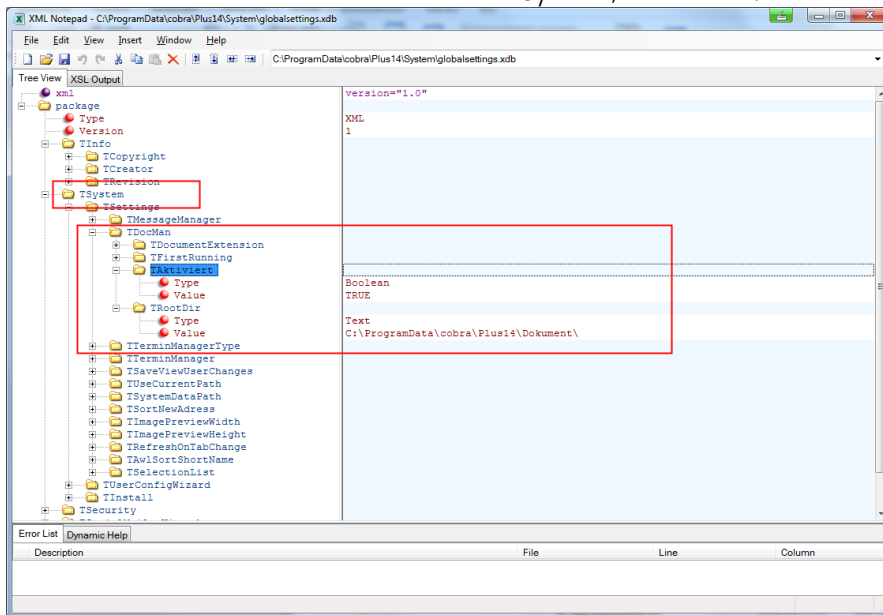 XML Notepad - C:\ProgramData\cobra\Plus14\System\globalsettings.xdb
File Edit View Insert Window Help
C:\ProgramData\cobra\Plus14\System\globalsettings.xdb
Tree View XSL Output
xml version="1.0"
package
Type XML
Version 1
TInfo
TCopyright
TCreator
TRevision
TSystem
TSettings
TMessageManager
TDocMan
TDocumentExtension
TFirstRunning
TAktiviert
Type Boolean
Value TRUE
TRootDir
Type Text
Value C:\ProgramData\cobra\Plus14\Dokument\
TTerminManagerType
TTerminManager
TSaveViewUserChanges
TUseCurrentPath
TSystemDataPath
TSortNewAdress
TImagePreviewWidth
TImagePreviewHeight
TRefreshOnTabChange
TAwlSortShortName
TSelectionList
TUserConfigWizard
TInstall
TSecurity
Error List Dynamic Help
Description File Line Column